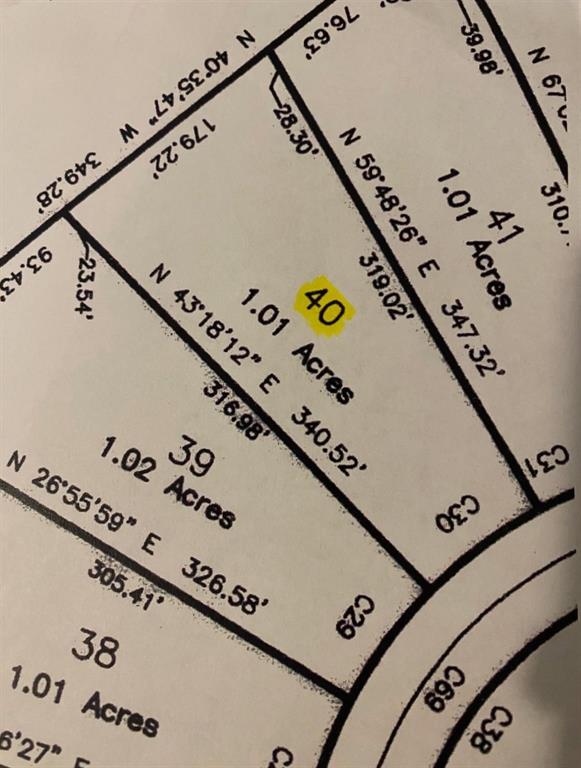 76.63'
39.98'
N 40°35'47" W
349.28'
179.22'
28.30'
N 59°48'26" E 347.32'
319.02'
41
1.01 Acres
93.43'
23.54'
40
1.01 Acres
N 43°18'12" E 340.52'
316.98'
39
1.02 Acres
N 26°55'59" E 326.58'
305.41'
38
1.01 Acres
6'27" E
C31
C30
C29
C69
C38